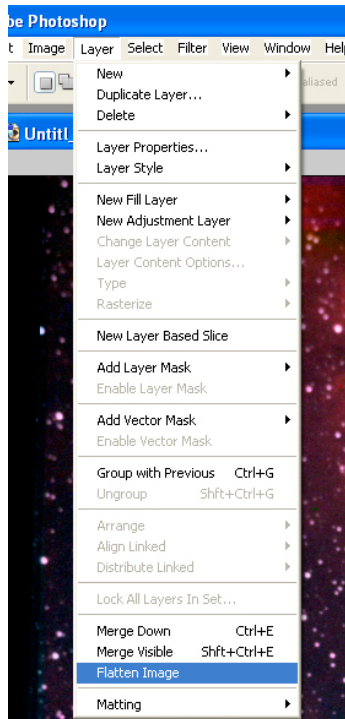 be Photoshop
t Image Layer Select Filter View Window Hel
aliased
Untitl
New
Duplicate Layer...
Delete
Layer Properties...
Layer Style
New Fill Layer
New Adjustment Layer
Change Layer Content
Layer Content Options...
Type
Rasterize
New Layer Based Slice
Add Layer Mask
Enable Layer Mask
Add Vector Mask
Enable Vector Mask
Group with Previous Ctrl+G
Ungroup Shft+Ctrl+G
Arrange
Align Linked
Distribute Linked
Lock All Layers In Set...
Merge Down Ctrl+E
Merge Visible Shft+Ctrl+E
Flatten Image
Matting